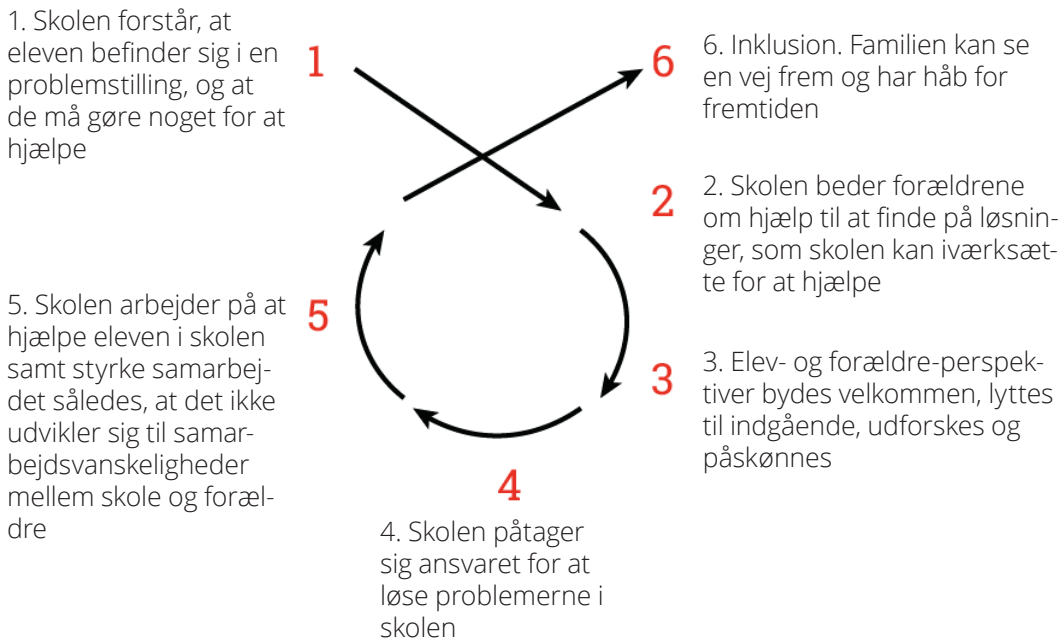 1. Skolen forstår, at
eleven befinder sig i en
problemstilling, og at
de må gøre noget for at
hjælpe
1
6
6. Inklusion. Familien kan se
en vej frem og har håb for
fremtiden
2
2. Skolen beder forældrene
om hjælp til at finde på løsnin-
ger, som skolen kan iværksæt-
te for at hjælpe
3
3. Elev- og forældre-perspek-
tiver bydes velkommen, lyttes
til indgående, udforskes og
påskønnes
4
4. Skolen påtager
sig ansvaret for at
løse problemerne i
skolen
5
5. Skolen arbejder på at
hjælpe eleven i skolen
samt styrke samarbej-
det således, at det ikke
udvikler sig til samar-
bejdsvanskeligheder
mellem skole og foræl-
dre